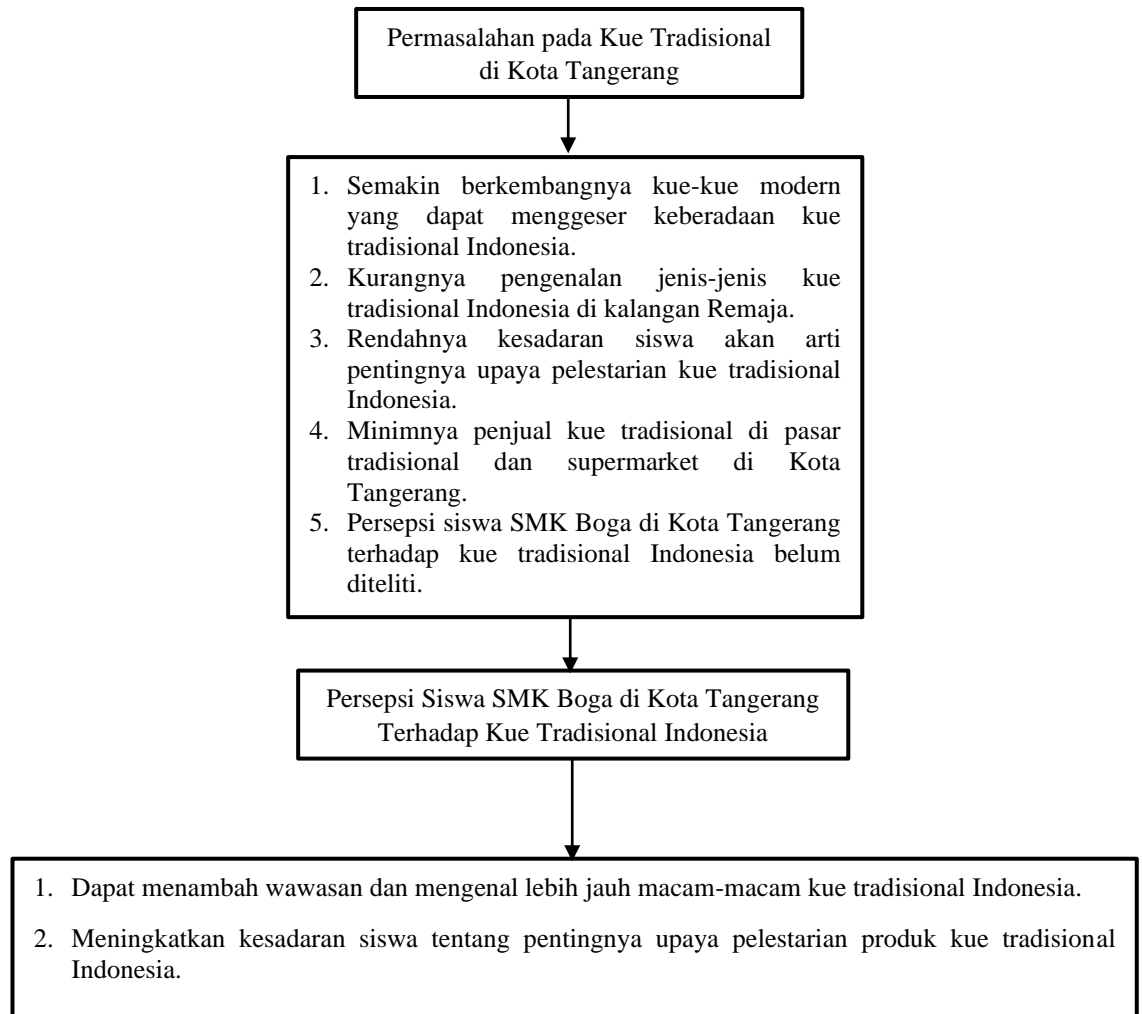 Permasalahan pada Kue Tradisional
di Kota Tangerang
1. Semakin berkembangnya kue-kue modern
yang dapat menggeser keberadaan kue
tradisional Indonesia.
2. Kurangnya pengenalan jenis-jenis kue
tradisional Indonesia di kalangan Remaja.
3. Rendahnya kesadaran siswa akan arti
pentingnya upaya pelestarian kue tradisional
Indonesia.
4. Minimnya penjual kue tradisional di pasar
tradisional dan supermarket di Kota
Tangerang.
5. Persepsi siswa SMK Boga di Kota Tangerang
terhadap kue tradisional Indonesia belum
diteliti.
Persepsi Siswa SMK Boga di Kota Tangerang
Terhadap Kue Tradisional Indonesia
1. Dapat menambah wawasan dan mengenal lebih jauh macam-macam kue tradisional Indonesia.
2. Meningkatkan kesadaran siswa tentang pentingnya upaya pelestarian produk kue tradisional
Indonesia.